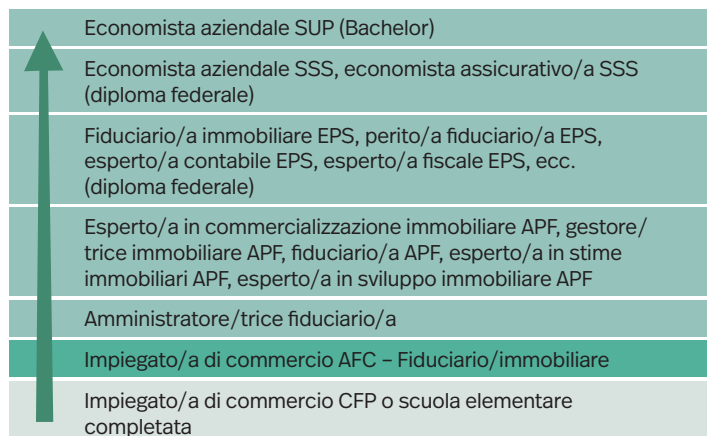 Economista aziendale SUP (Bachelor)
Economista aziendale SSS, economista assicurativo/a SSS
(diploma federale)
Fiduciario/a immobiliare EPS, perito/a fiduciario/a EPS,
esperto/a contabile EPS, esperto/a fiscale EPS, ecc.
(diploma federale)
Esperto/a in commercializzazione immobiliare APF, gestore/
trice immobiliare APF, fiduciario/a APF, esperto/a in stime
immobiliari APF, esperto/a in sviluppo immobiliare APF
Amministratore/trice fiduciario/a
Impiegato/a di commercio AFC – Fiduciario/immobiliare
Impiegato/a di commercio CFP o scuola elementare
completata